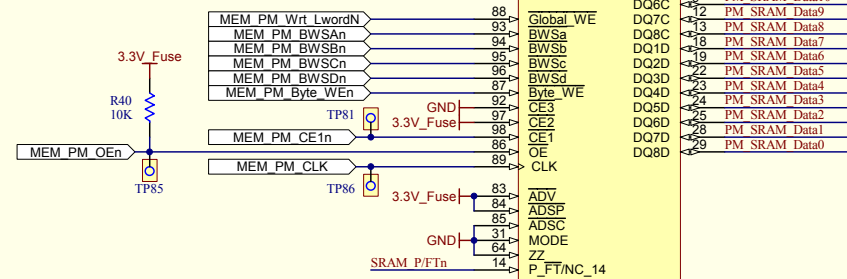 DQ6C
MEM_PM_Wrt_LwordN 88 Global_WE DQ7C 12 PM_SRAM_Data9
MEM_PM_BWSAn 93 BWSa DQ8C 13 PM_SRAM_Data8
MEM_PM_BWSBn 94 BWSb DQ1D 18 PM_SRAM_Data7
MEM_PM_BWSCn 95 BWSc DQ2D 19 PM_SRAM_Data6
MEM_PM_BWSDn 96 BWSd DQ3D 22 PM_SRAM_Data5
MEM_PM_Byte_WEn 87 Byte_WE DQ4D 23 PM_SRAM_Data4
GND 92 CE3 DQ5D 24 PM_SRAM_Data3
3.3V_Fuse 97 CE2 DQ6D 25 PM_SRAM_Data2
MEM_PM_CE1n 98 CE1 DQ7D 28 PM_SRAM_Data1
MEM_PM_OEn 86 OE DQ8D 29 PM_SRAM_Data0
MEM_PM_CLK 89 CLK
3.3V_Fuse
R40
10K
TP81
TP85
TP86
3.3V_Fuse 83 ADV
84 ADSP
85 ADSC
GND 31 MODE
64 ZZ
SRAM_P/FTn 14 P_FT/NC_14